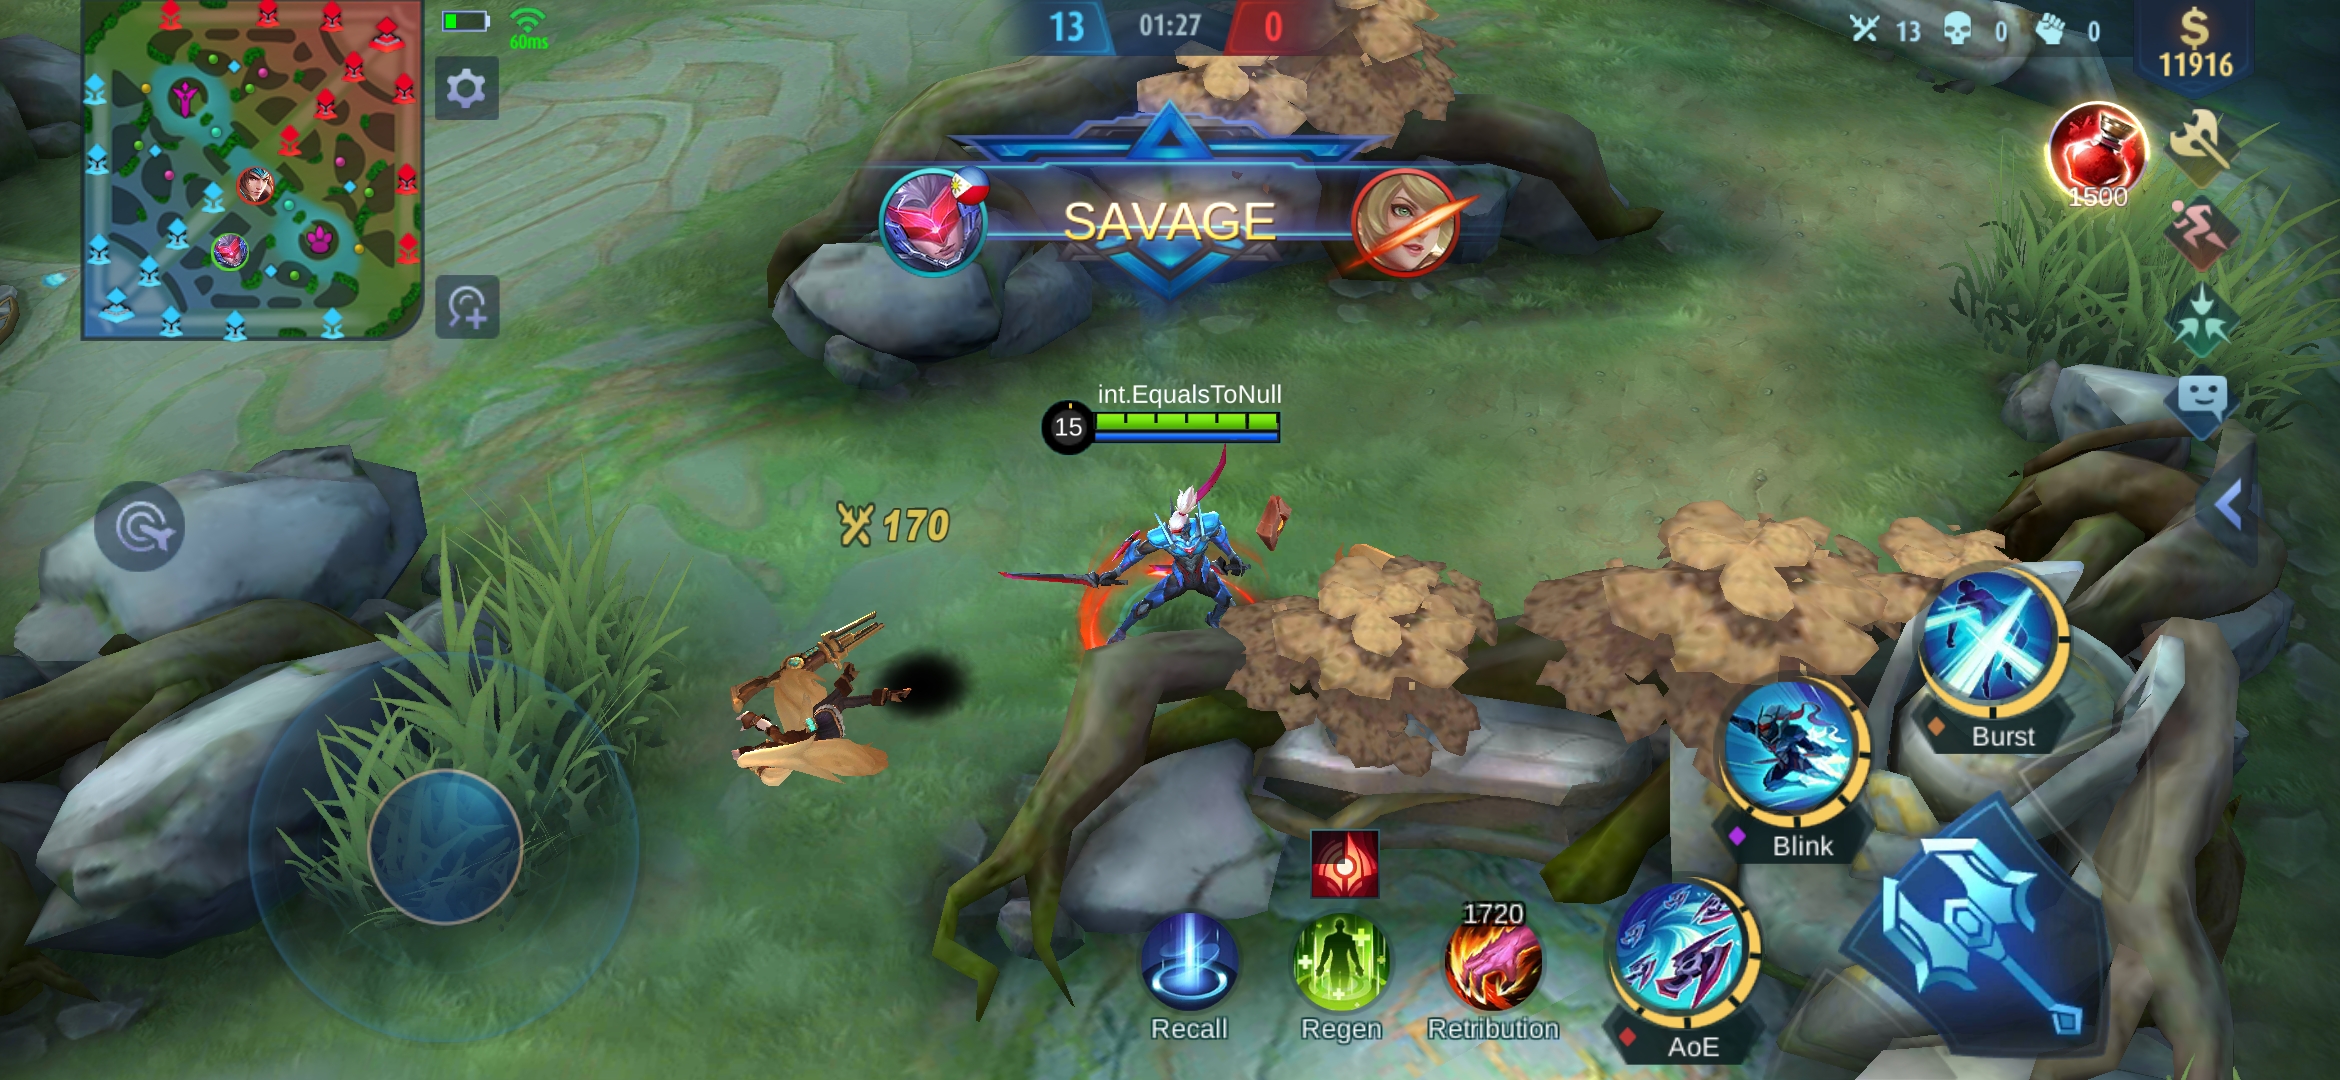 60ms
13
01:27
0
13
0
0
$
11916
SAVAGE
1500
int.EqualsToNull
15
170
Burst
Blink
1720
Recall
Regen
Retribution
AoE